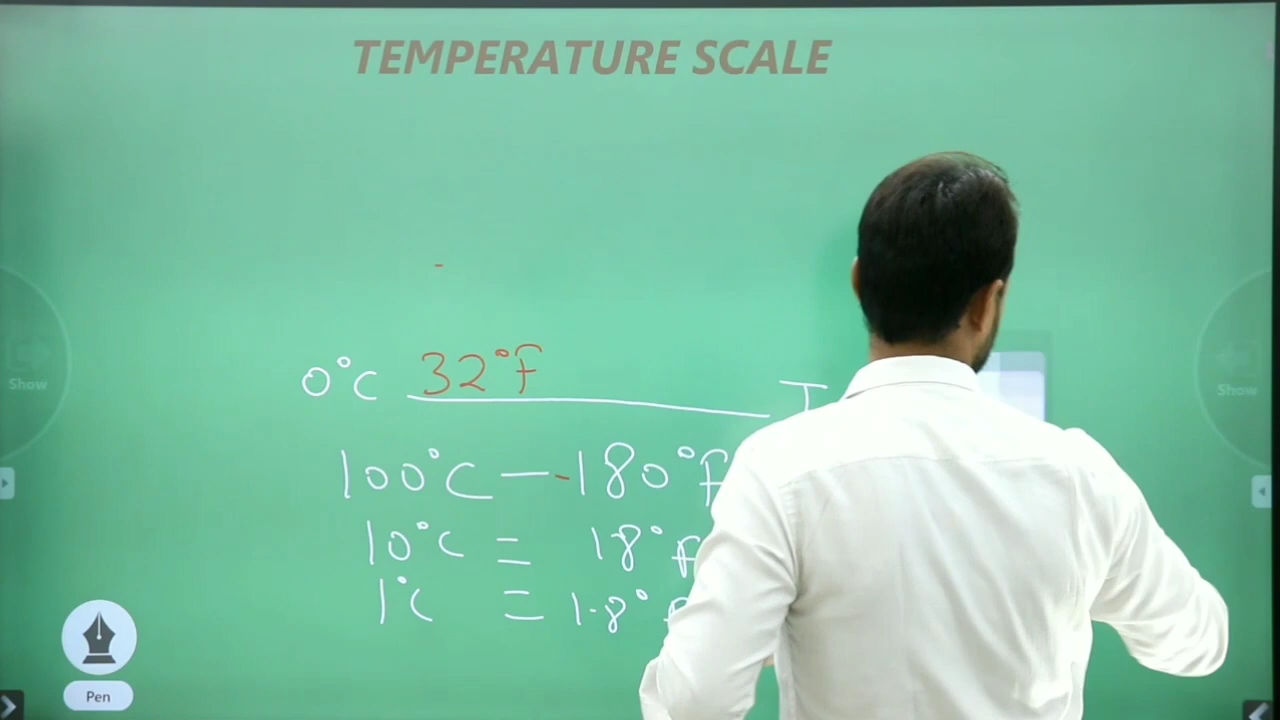 TEMPERATURE SCALE
0°C 32°F
100°C — 180°F
10°C = 18°F
1°C = 1.8°
Show
Show
Pen